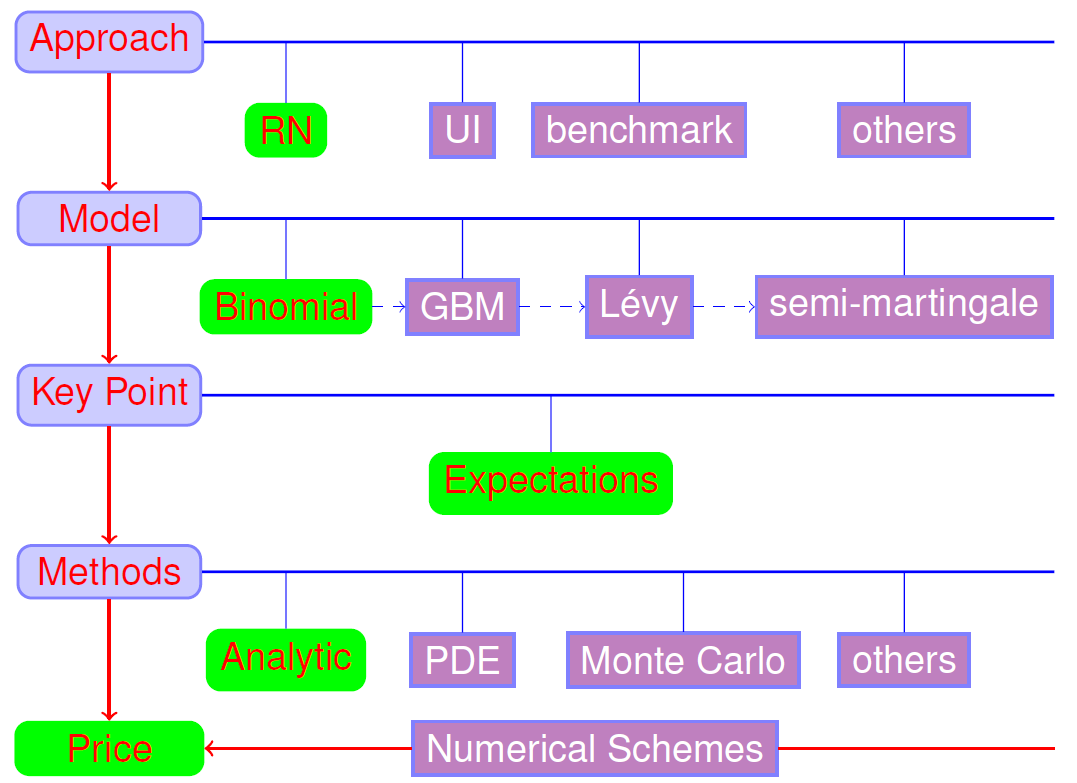 Approach
RN
UI
benchmark
others
Model
Binomial
GBM
Lévy
semi-martingale
Key Point
Expectations
Methods
Analytic
PDE
Monte Carlo
others
Price
Numerical Schemes